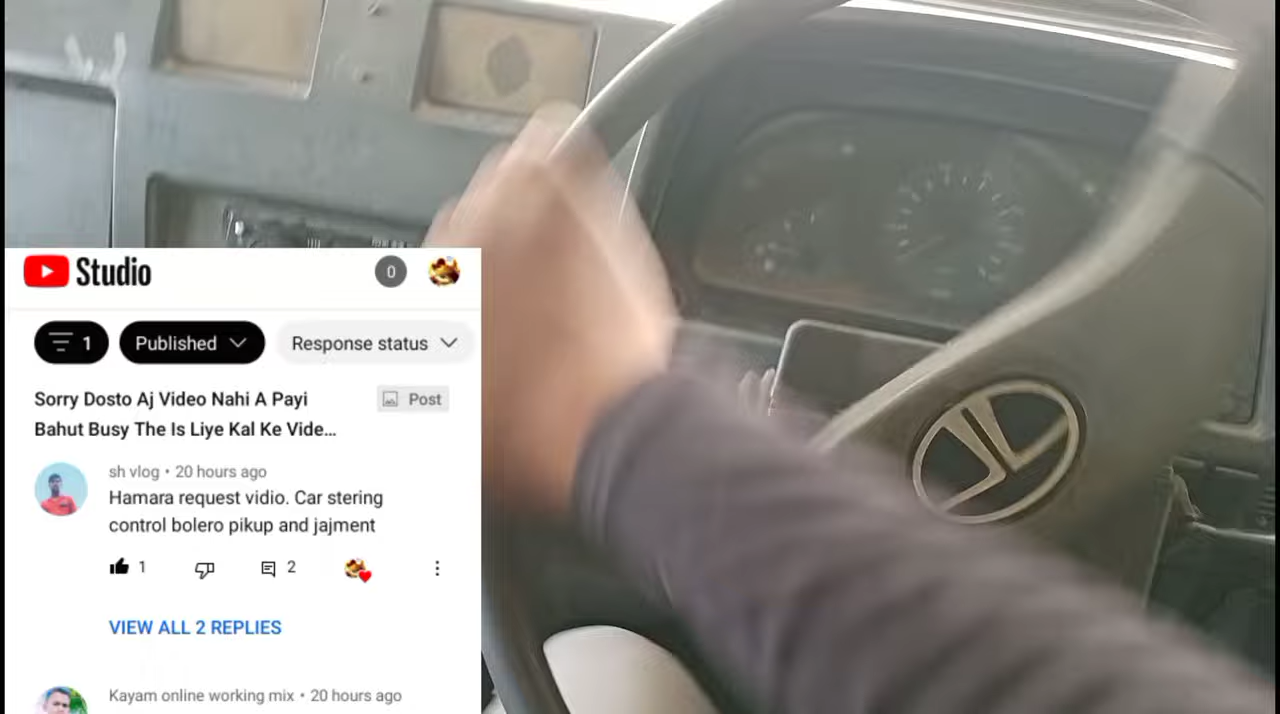 Studio
0
1
Published
Response status
Sorry Dosto Aj Video Nahi A Payi
Bahut Busy The Is Liye Kal Ke Vide...
Post
sh vlog • 20 hours ago
Hamara request vidio. Car stering
control bolero pikup and jajment
1
2
VIEW ALL 2 REPLIES
Kayam online working mix • 20 hours ago